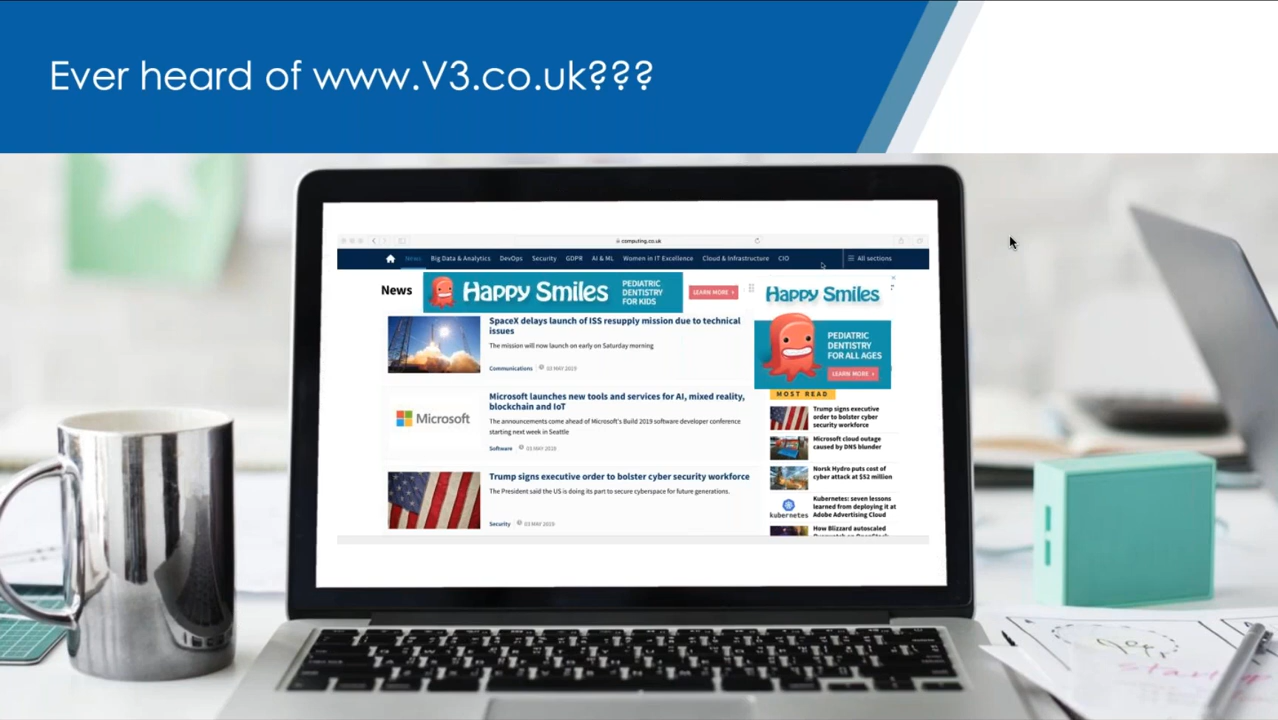 Ever heard of www.V3.co.uk???
computing.co.uk
News Big Data & Analytics DevOps Security GDPR AI & ML Women in IT Excellence Cloud & Infrastructure CIO All sections
News
Happy Smiles
PEDIATRIC
DENTISTRY
FOR KIDS
LEARN MORE
SpaceX delays launch of ISS resupply mission due to technical
issues
The mission will now launch on early on Saturday morning
Communications 03 MAY 2019
Microsoft
Microsoft launches new tools and services for AI, mixed reality,
blockchain and IoT
The announcements come ahead of Microsoft's Build 2019 software developer conference
starting next week in Seattle
Software 03 MAY 2019
Trump signs executive order to bolster cyber security workforce
The President said the US is doing its part to secure cyberspace for future generations.
Security 03 MAY 2019
Happy Smiles
PEDIATRIC
DENTISTRY
FOR ALL AGES
LEARN MORE
MOST READ
Trump signs executive
order to bolster cyber
security workforce
Microsoft cloud outage
caused by DNS blunder
Norsk Hydro puts cost of
cyber attack at $52 million
kubernetes
Kubernetes: seven lessons
learned from deploying it at
Adobe Advertising Cloud
How Blizzard autoscaled